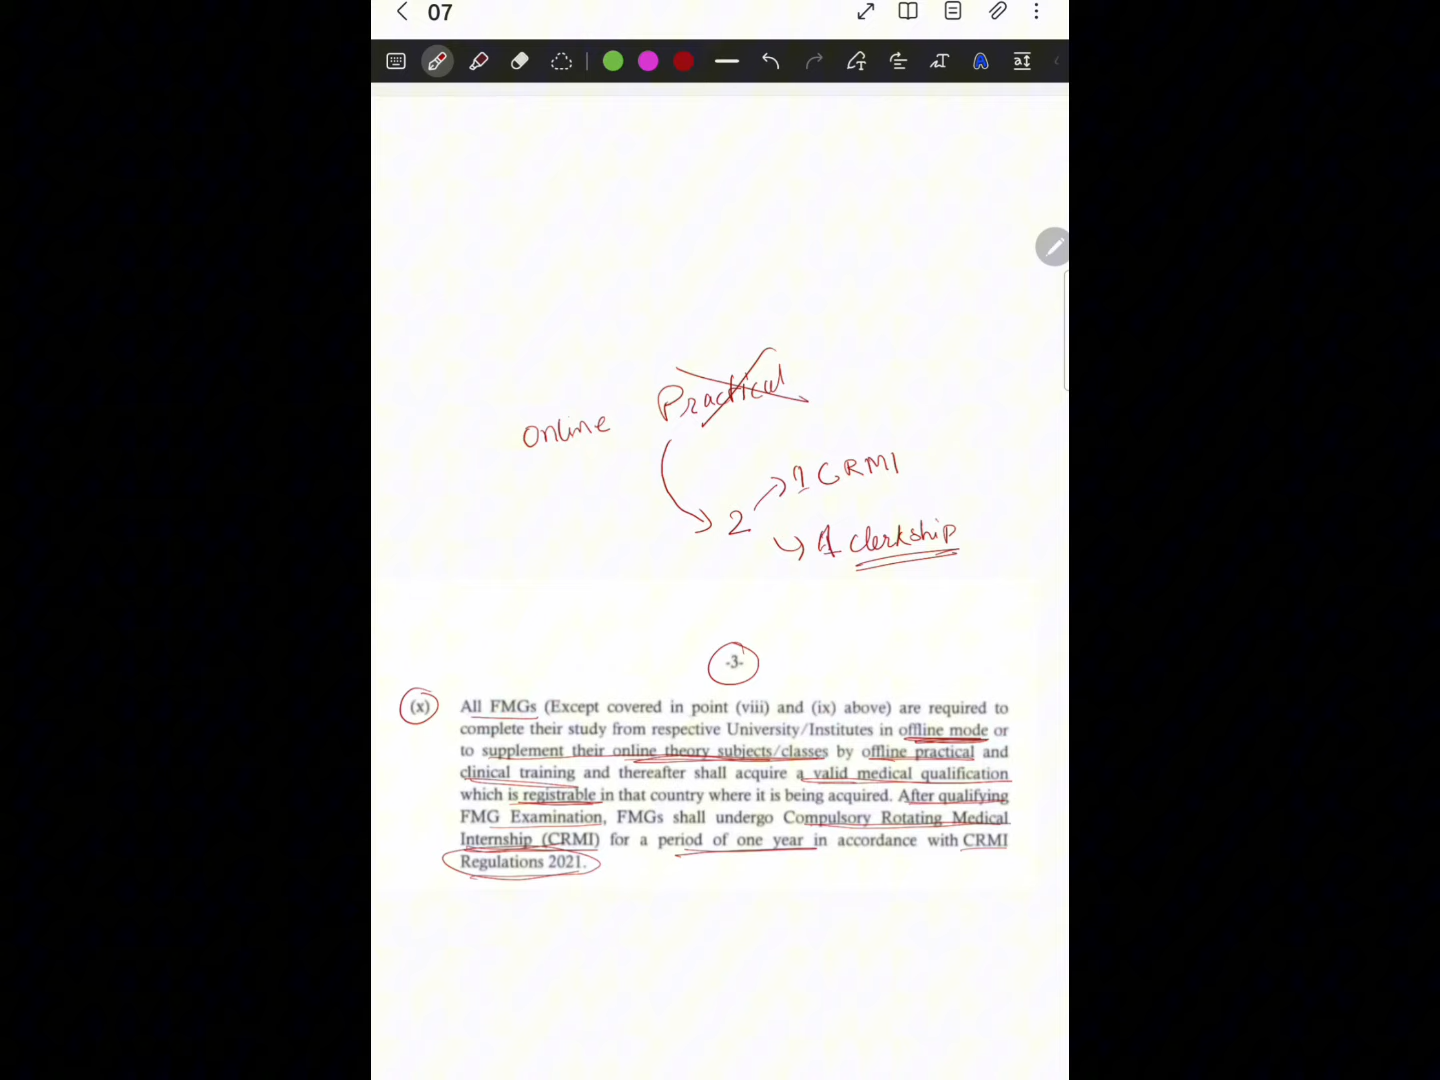 07
Practical
Online
1 CRMI
2
1 clerkship
-3-
(x) All FMGs (Except covered in point (viii) and (ix) above) are required to
complete their study from respective University/Institutes in offline mode or
to supplement their online theory subjects/classes by offline practical and
clinical training and thereafter shall acquire a valid medical qualification
which is registrable in that country where it is being acquired. After qualifying
FMG Examination, FMGs shall undergo Compulsory Rotating Medical
Internship (CRMI) for a period of one year in accordance with CRMI
Regulations 2021.